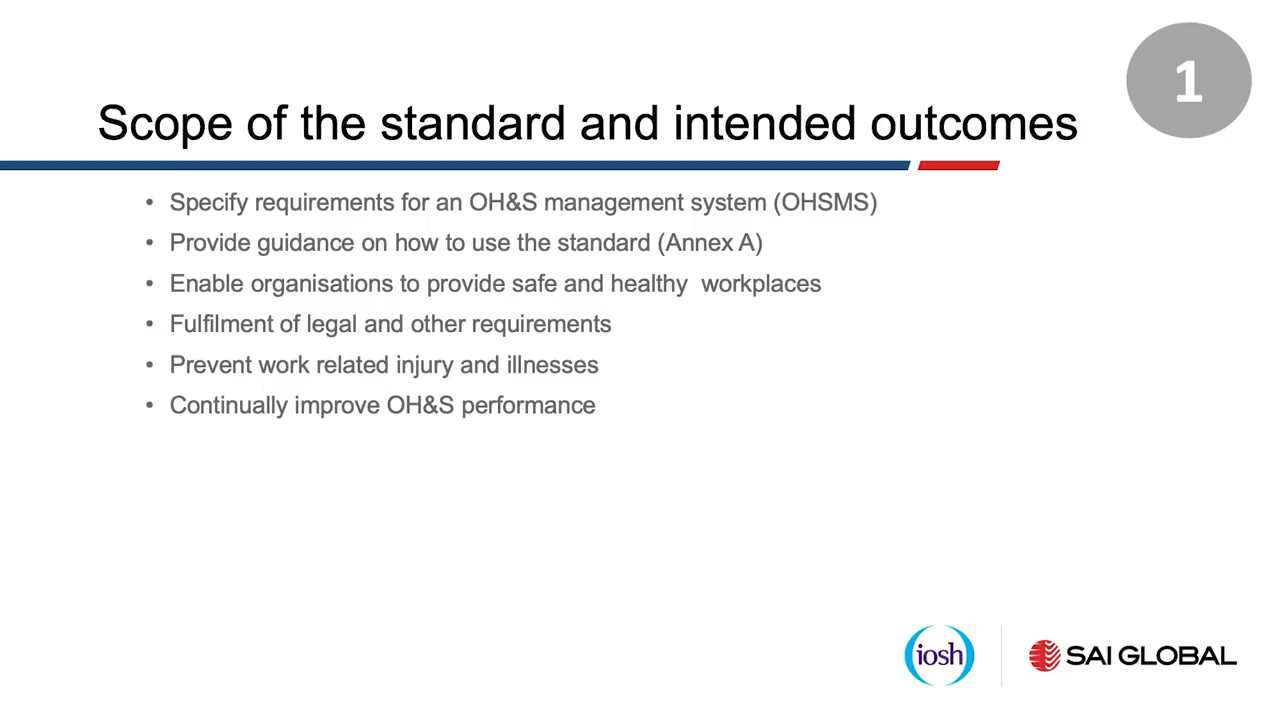 1
Scope of the standard and intended outcomes
• Specify requirements for an OH&S management system (OHSMS)
• Provide guidance on how to use the standard (Annex A)
• Enable organisations to provide safe and healthy  workplaces
• Fulfilment of legal and other requirements
• Prevent work related injury and illnesses
• Continually improve OH&S performance
iosh
SAI GLOBAL